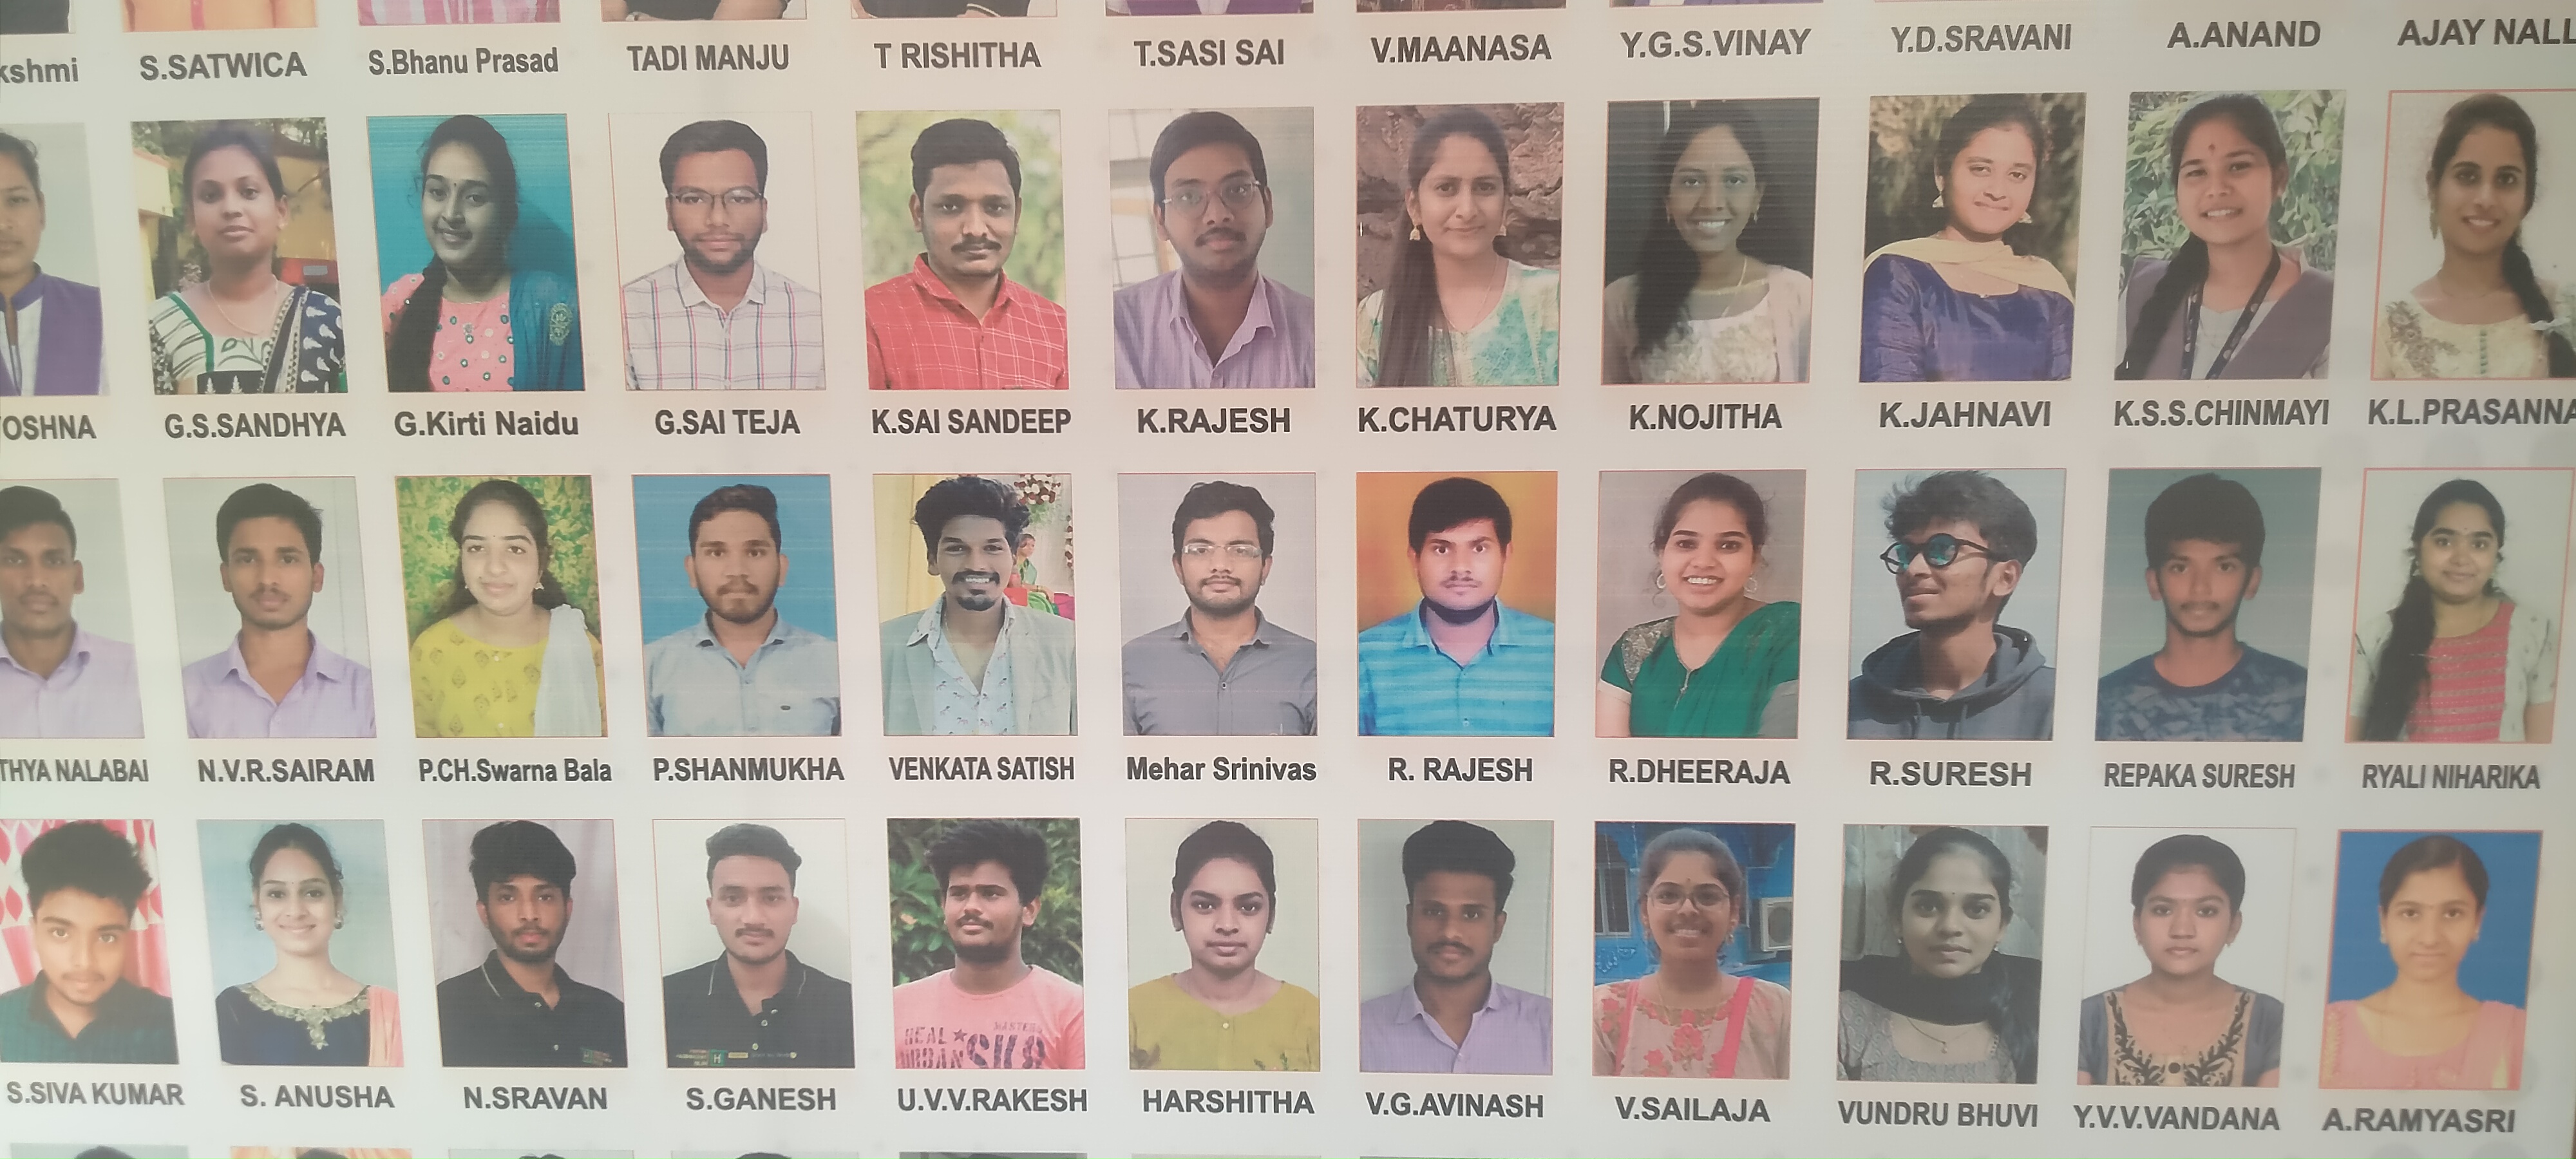 kshmi S.SATWICA S.Bhanu Prasad TADI MANJU T RISHITHA T.SASI SAI V.MAANASA Y.G.S.VINAY Y.D.SRAVANI A.ANAND AJAY NALL
OSHNA G.S.SANDHYA G.Kirti Naidu G.SAI TEJA K.SAI SANDEEP K.RAJESH K.CHATURYA K.NOJITHA K.JAHNAVI K.S.S.CHINMAYI K.L.PRASANNA
THYA NALABAI N.V.R.SAIRAM P.CH.Swarna Bala P.SHANMUKHA VENKATA SATISH Mehar Srinivas R. RAJESH R.DHEERAJA R.SURESH REPAKA SURESH RYALI NIHARIKA
REAL URBAN
S.SIVA KUMAR S. ANUSHA N.SRAVAN S.GANESH U.V.V.RAKESH HARSHITHA V.G.AVINASH V.SAILAJA VUNDRU BHUVI Y.V.V.VANDANA A.RAMYASRI